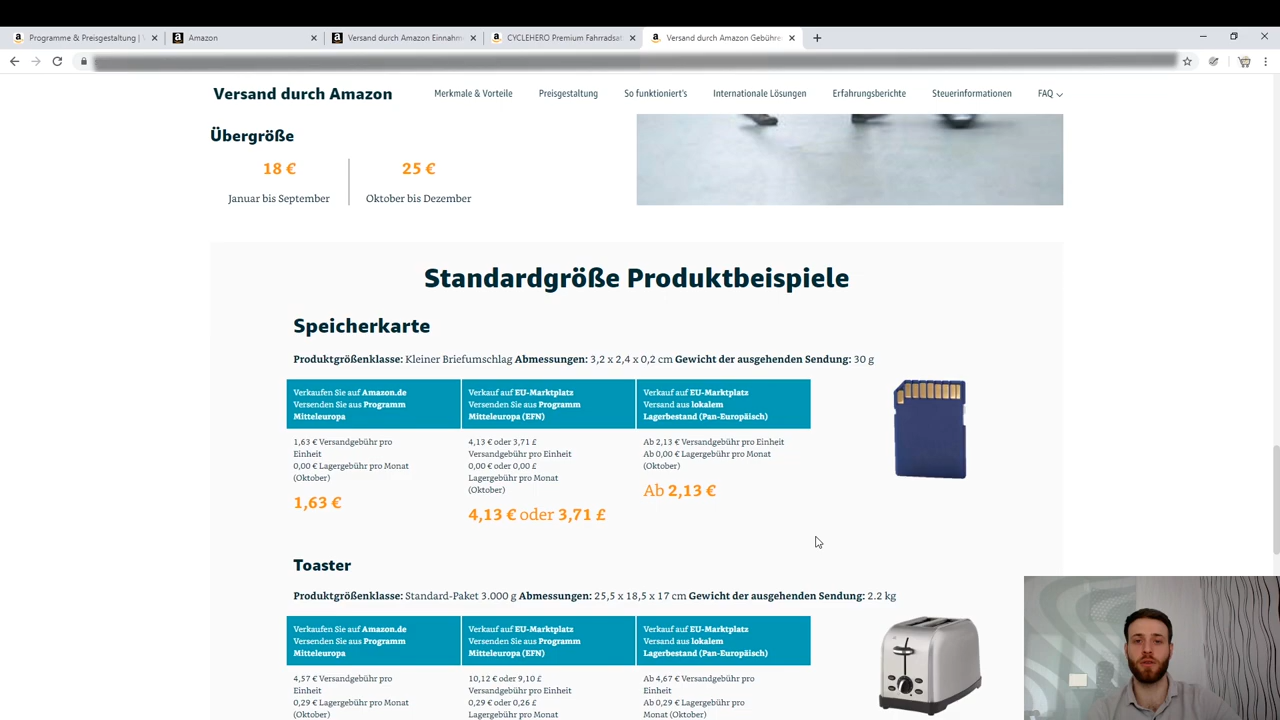 Programme & Preisgestaltung |
Amazon
Versand durch Amazon Einnahm
CYCLEHERO Premium Fahrradsat
Versand durch Amazon Gebühre
Versand durch Amazon
Merkmale & Vorteile
Preisgestaltung
So funktioniert's
Internationale Lösungen
Erfahrungsberichte
Steuerinformationen
FAQ
Übergröße
18 €
25 €
Januar bis September
Oktober bis Dezember
Standardgröße Produktbeispiele
Speicherkarte
Produktgrößenklasse: Kleiner Briefumschlag Abmessungen: 3,2 x 2,4 x 0,2 cm Gewicht der ausgehenden Sendung: 30 g
Verkaufen Sie auf Amazon.de
Versenden Sie aus Programm
Mitteleuropa
Verkauf auf EU-Marktplatz
Versenden Sie aus Programm
Mitteleuropa (EFN)
Verkauf auf EU-Marktplatz
Versand aus lokalem
Lagerbestand (Pan-Europäisch)
1,63 € Versandgebühr pro
Einheit
0,00 € Lagergebühr pro Monat
(Oktober)
1,63 €
4,13 € oder 3,71 £
Versandgebühr pro Einheit
0,00 € oder 0,00 £
Lagergebühr pro Monat
(Oktober)
4,13 € oder 3,71 £
Ab 2,13 € Versandgebühr pro Einheit
Ab 0,00 € Lagergebühr pro Monat
(Oktober)
Ab 2,13 €
Toaster
Produktgrößenklasse: Standard-Paket 3.000 g Abmessungen: 25,5 x 18,5 x 17 cm Gewicht der ausgehenden Sendung: 2.2 kg
Verkaufen Sie auf Amazon.de
Versenden Sie aus Programm
Mitteleuropa
Verkauf auf EU-Marktplatz
Versenden Sie aus Programm
Mitteleuropa (EFN)
Verkauf auf EU-Marktplatz
Versand aus lokalem
Lagerbestand (Pan-Europäisch)
4,57 € Versandgebühr pro
Einheit
0,29 € Lagergebühr pro Monat
(Oktober)
10,12 € oder 9,10 £
Versandgebühr pro Einheit
0,29 € oder 0,26 £
Lagergebühr pro Monat
Ab 4,67 € Versandgebühr pro
Einheit
Ab 0,29 € Lagergebühr pro
Monat (Oktober)